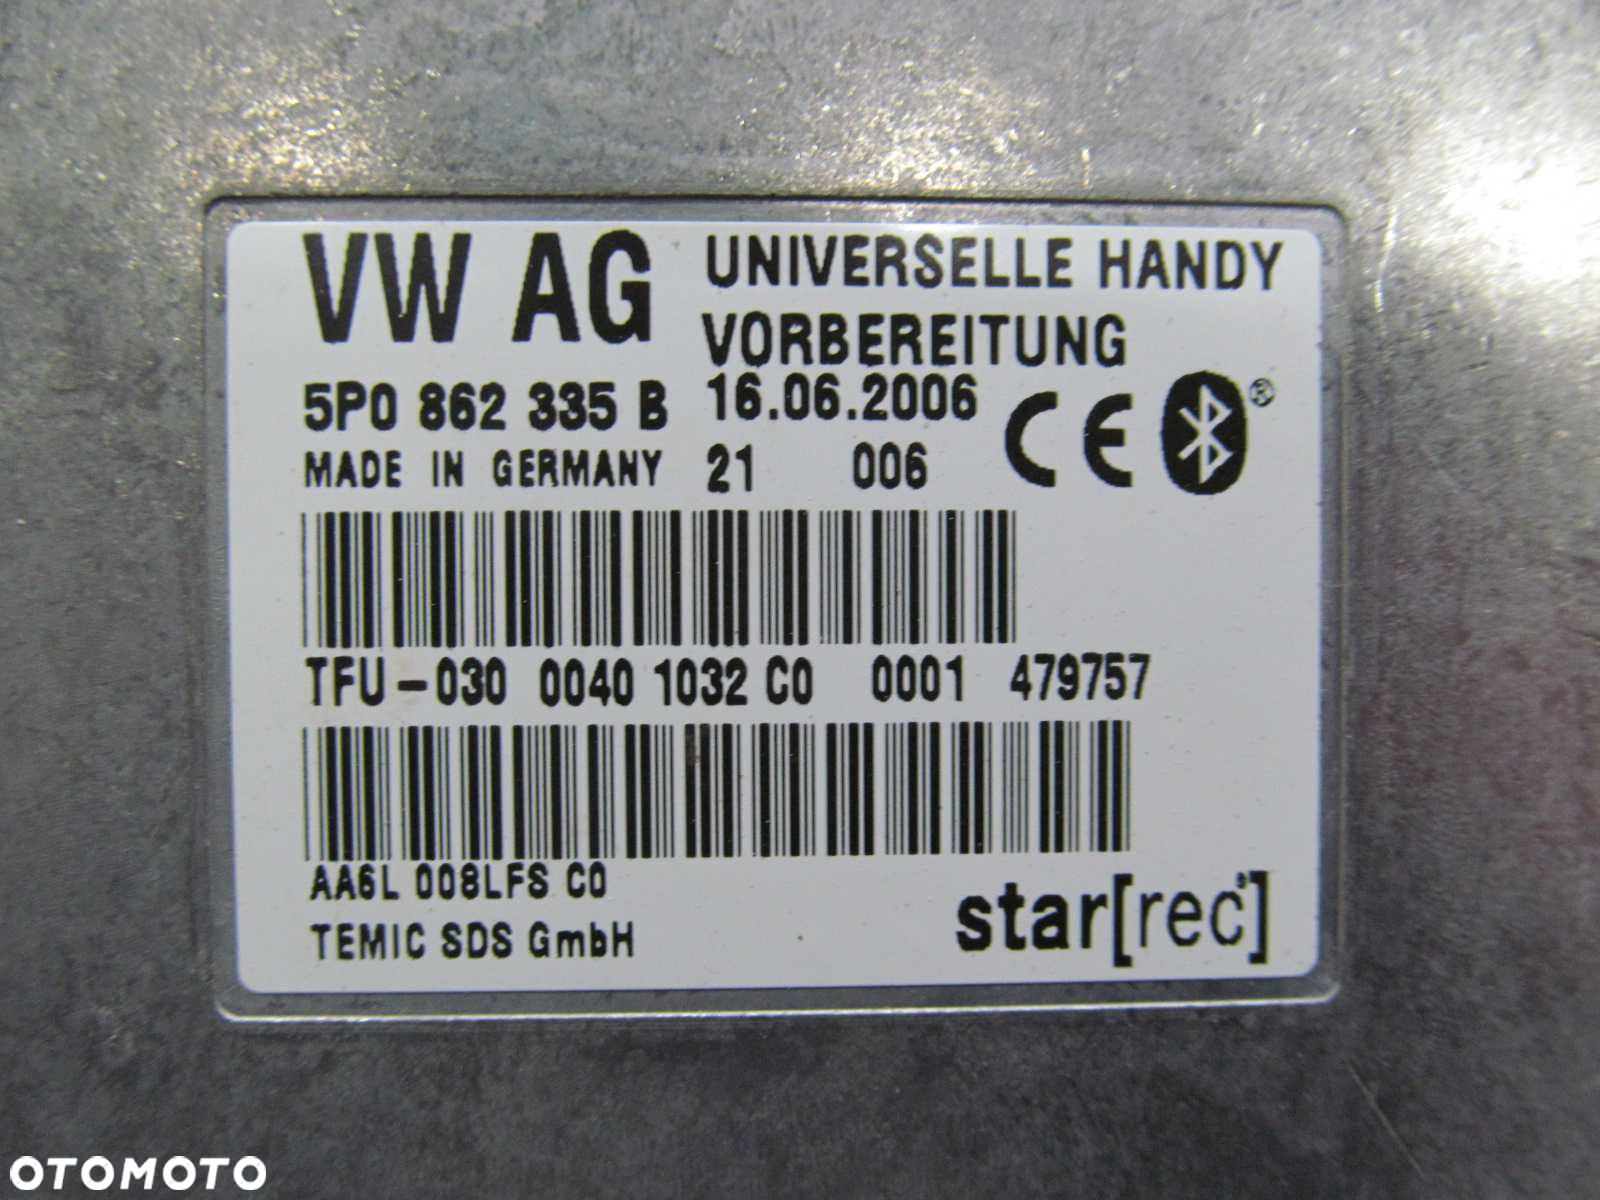 VW AG
UNIVERSELLE HANDY
VORBEREITUNG
5P0 862 335 B
16.06.2006
CE
®
MADE IN GERMANY
21 006
TFU-030 0040 1032 C0 0001 479757
AA6L 008LFS C0
TEMIC SDS GmbH
star[rec]
OTOMOTO